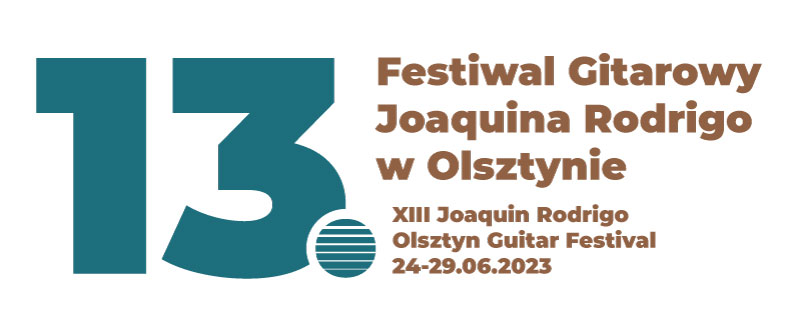 13.
Festiwal Gitarowy
Joaquina Rodrigo
w Olsztynie
XIII Joaquin Rodrigo
Olsztyn Guitar Festival
24-29.06.2023